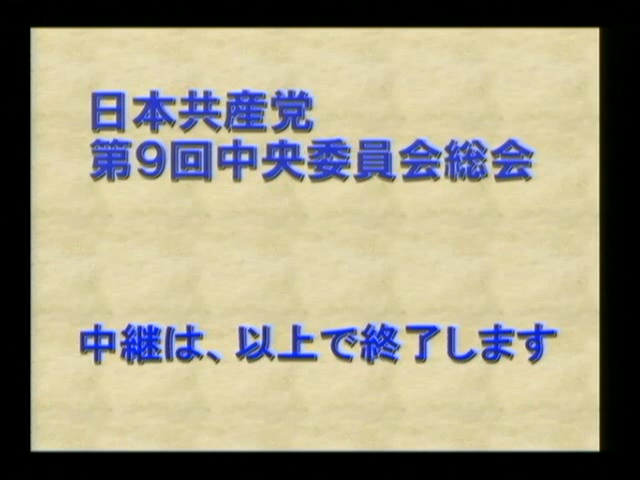 日本共産党
第9回中央委員会総会
中継は、以上で終了します